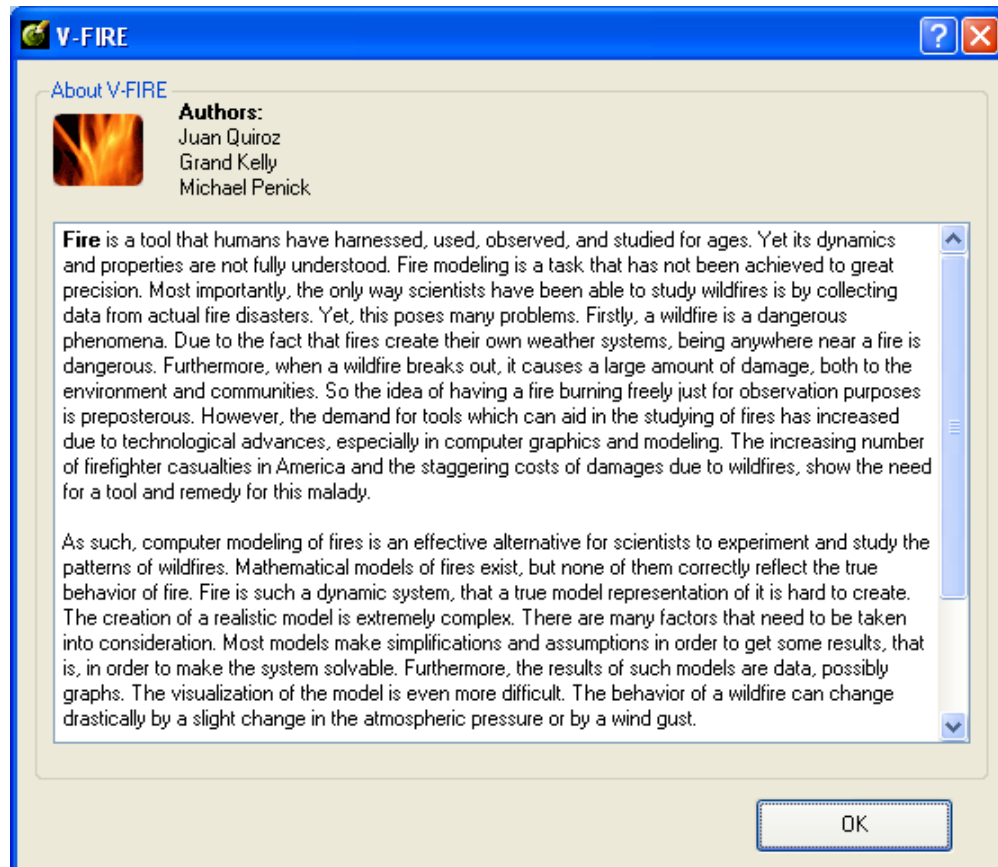 V-FIRE
About V-FIRE
Authors:
Juan Quiroz
Grand Kelly
Michael Penick
Fire is a tool that humans have harnessed, used, observed, and studied for ages. Yet its dynamics
and properties are not fully understood. Fire modeling is a task that has not been achieved to great
precision. Most importantly, the only way scientists have been able to study wildfires is by collecting
data from actual fire disasters. Yet, this poses many problems. Firstly, a wildfire is a dangerous
phenomena. Due to the fact that fires create their own weather systems, being anywhere near a fire is
dangerous. Furthermore, when a wildfire breaks out, it causes a large amount of damage, both to the
environment and communities. So the idea of having a fire burning freely just for observation purposes
is preposterous. However, the demand for tools which can aid in the studying of fires has increased
due to technological advances, especially in computer graphics and modeling. The increasing number
of firefighter casualties in America and the staggering costs of damages due to wildfires, show the need
for a tool and remedy for this malady.
As such, computer modeling of fires is an effective alternative for scientists to experiment and study the
patterns of wildfires. Mathematical models of fires exist, but none of them correctly reflect the true
behavior of fire. Fire is such a dynamic system, that a true model representation of it is hard to create.
The creation of a realistic model is extremely complex. There are many factors that need to be taken
into consideration. Most models make simplifications and assumptions in order to get some results, that
is, in order to make the system solvable. Furthermore, the results of such models are data, possibly
graphs. The visualization of the model is even more difficult. The behavior of a wildfire can change
drastically by a slight change in the atmospheric pressure or by a wind gust.
OK